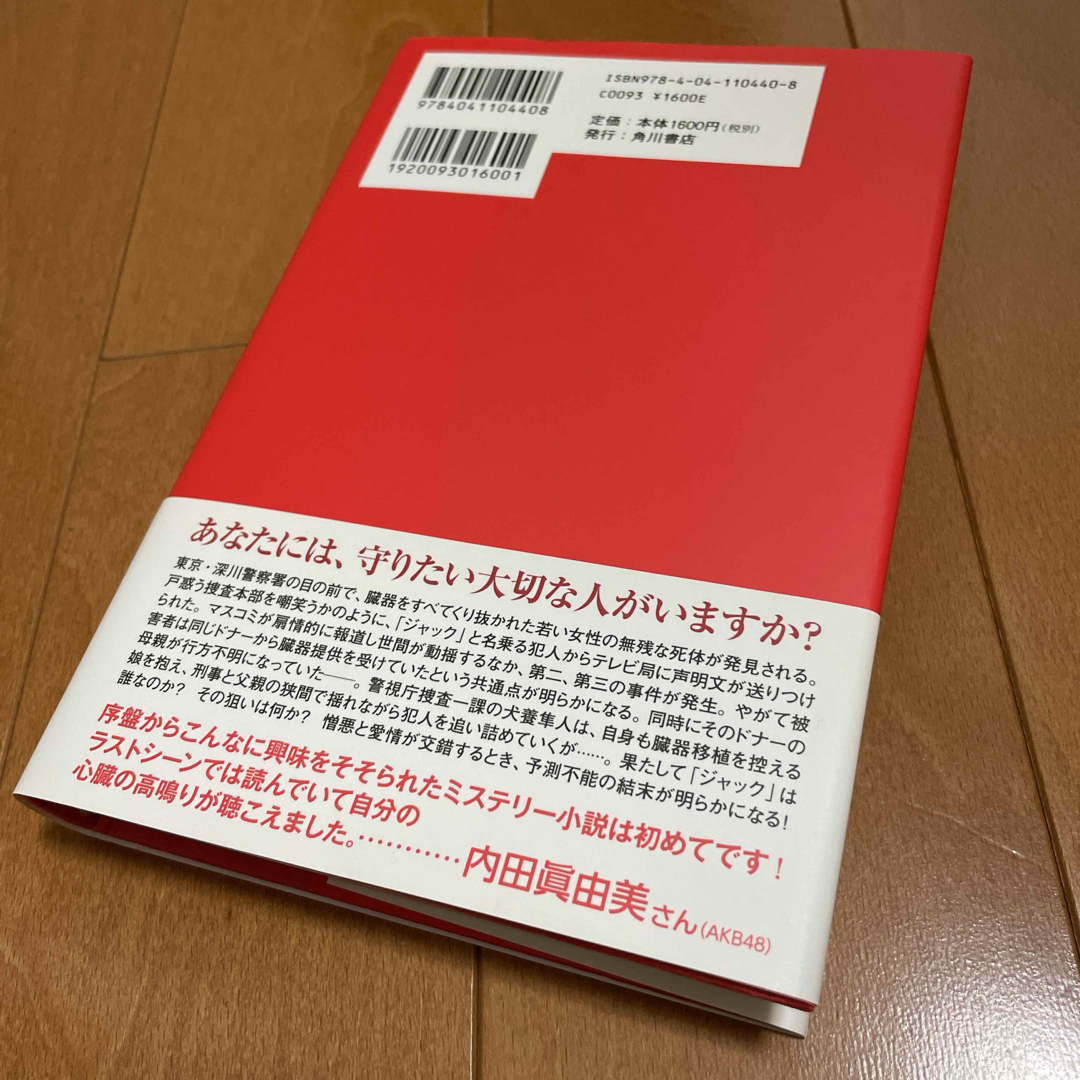 ISBN978-4-04-110440-8
C0093 ¥1600E
定価：本体1600円(税別)
発行：角川書店
9784041104408
1920093016001
あなたには、守りたい大切な人がいますか?
東京・深川警察署の目の前で、臓器をすべてくり抜かれた若い女性の無残な死体が発見される。
戸惑う捜査本部を嘲笑うかのように、「ジャック」と名乗る犯人からテレビ局に声明文が送りつけ
られた。マスコミが扇情的に報道し世間が動揺するなか、第二、第三の事件が発生。やがて被
害者は同じドナーから臓器提供を受けていたという共通点が明らかになる。同時にそのドナーの
母親が行方不明になっていた――。警視庁捜査一課の犬養隼人は、自身も臓器移植を控える
娘を抱え、刑事と父親の狭間で揺れながら犯人を追い詰めていくが……。果たして「ジャック」は
誰なのか? その狙いは何か? 憎悪と愛情が交錯するとき、予測不能の結末が明らかになる!
序盤からこんなに興味をそそられたミステリー小説は初めてです!
ラストシーンでは読んでいて自分の
心臓の高鳴りが聴こえました。…………内田眞由美さん(AKB48)